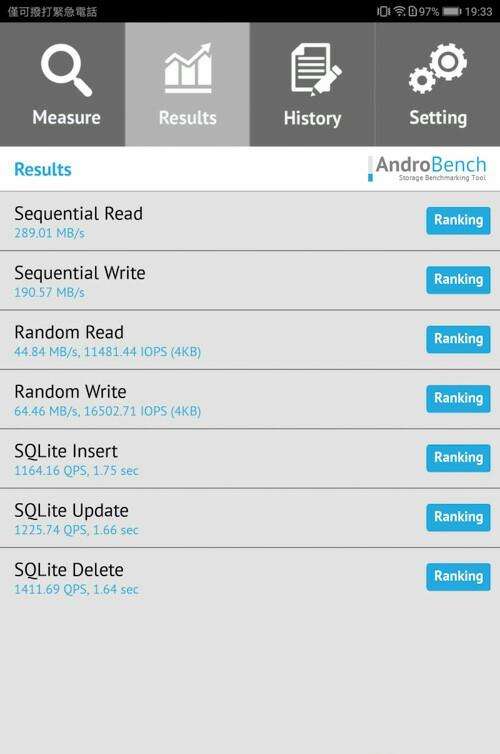 僅可撥打緊急電話 97% 19:33
Measure Results History Setting
Results AndroBench
Storage Benchmarking Tool
Sequential Read Ranking
289.01 MB/s
Sequential Write Ranking
190.57 MB/s
Random Read Ranking
44.84 MB/s, 11481.44 IOPS (4KB)
Random Write Ranking
64.46 MB/s, 16502.71 IOPS (4KB)
SQLite Insert Ranking
1164.16 QPS, 1.75 sec
SQLite Update Ranking
1225.74 QPS, 1.66 sec
SQLite Delete Ranking
1411.69 QPS, 1.64 sec